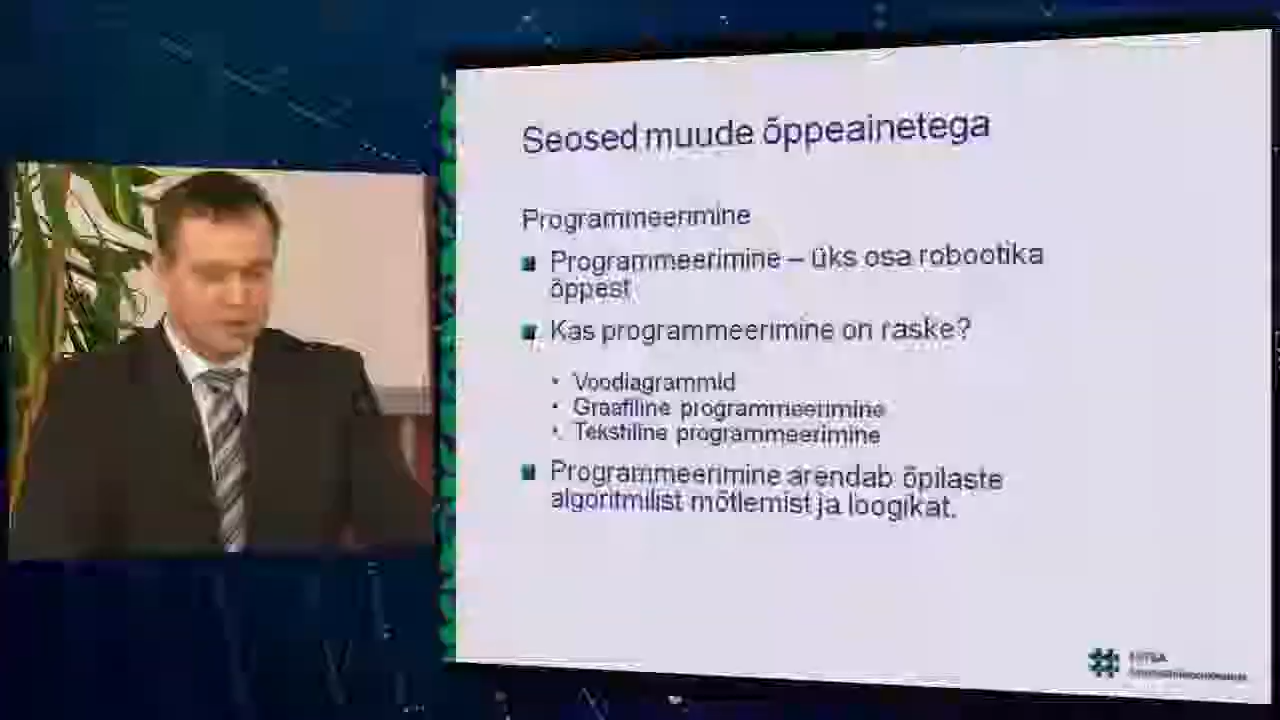 Seosed muude õppeainetega
Programmeerimine
Programmeerimine – üks osa robootika
õppest
Kas programmeerimine on raske?
Voodiagrammid
Graafiline programmeerimine
Tekstiline programmeerimine
Programmeerimine arendab õpilaste
algoritmilist mõtlemist ja loogikat.